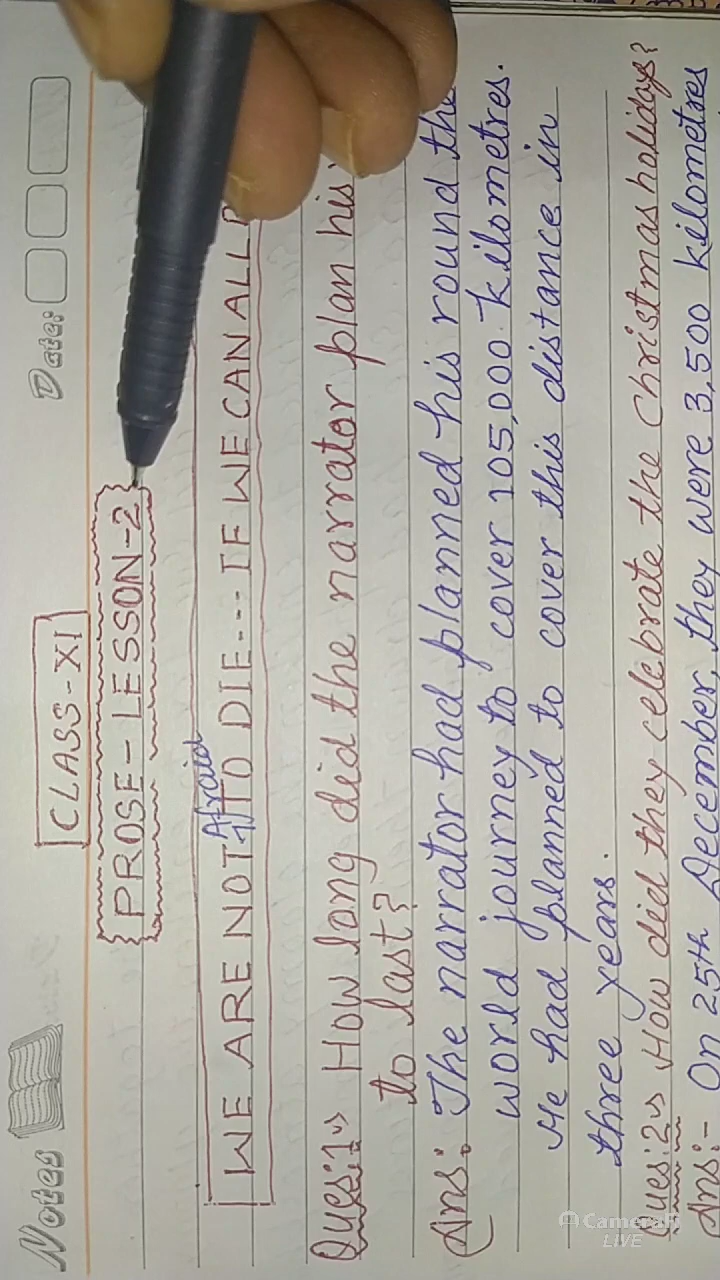 Notes
Date:
CLASS-XI
PROSE-LESSON-2
Afraid
WE ARE NOT TO DIE... IF WE CAN ALL
Ques:1 How long did the narrator plan his
to last?
Ans: The narrator had planned his round the
world journey to cover 105,000 kilometres.
He had planned to cover this distance in
three years.
Ques:2 How did they celebrate the Christmas holidays?
Ans:- On 25th December, they were 3,500 kilometres
CameraFi
LIVE